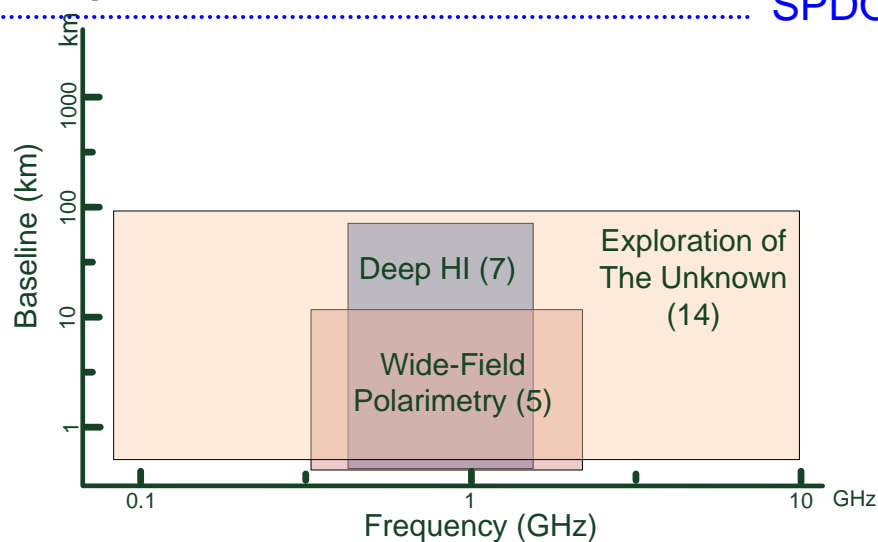 SPDO
km
1000
100
10
1
Baseline (km)
Deep HI (7)
Exploration of
The Unknown
(14)
Wide-Field
Polarimetry (5)
0.1
1
10
GHz
Frequency (GHz)